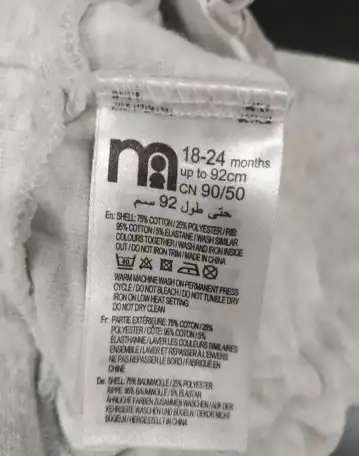 18-24 months
up to 92cm
CN 90/50
حتى طول 92 سم
En: SHELL: 75% COTTON / 25% POLYESTER / RIB:
95% COTTON / 5% ELASTANE / WASH SIMILAR
COLOURS TOGETHER / WASH AND IRON INSIDE
OUT / DO NOT IRON TRIM / MADE IN CHINA
40
WARM MACHINE WASH ON PERMANENT PRESS
CYCLE / DO NOT BLEACH / DO NOT TUMBLE DRY
IRON ON LOW HEAT SETTING
DO NOT DRY CLEAN
Fr: PARTIE EXTÉRIEURE: 75% COTON / 25%
POLYESTER / CÔTE: 95% COTON / 5%
ÉLASTHANNE / LAVER LES COULEURS SIMILAIRES
ENSEMBLE / LAVER ET REPASSER À L'ENVERS
NE PAS REPASSER LE BORD / FABRIQUÉ EN
CHINE
De: SHELL: 75% BAUMWOLLE / 25% POLYESTER
RIPPE: 95% BAUMWOLLE / 5% ELASTAN
ÄHNLICHE FARBEN ZUSAMMEN WASCHEN / AUF DER
KEHRSEITE WASCHEN UND BÜGELN / DEKOR NICHT
BÜGELN / HERGESTELLT IN CHINA